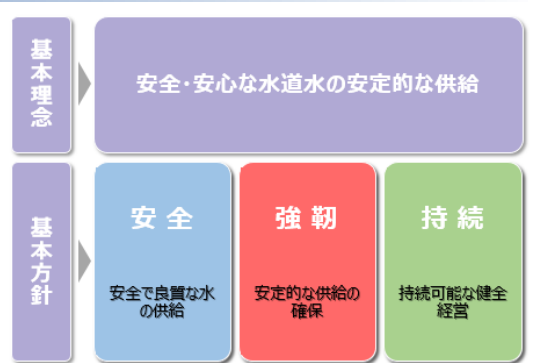 基本理念
安全・安心な水道水の安定的な供給
基本方針
安全
安全で良質な水
の供給
強靭
安定的な供給の
確保
持続
持続可能な健全
経営